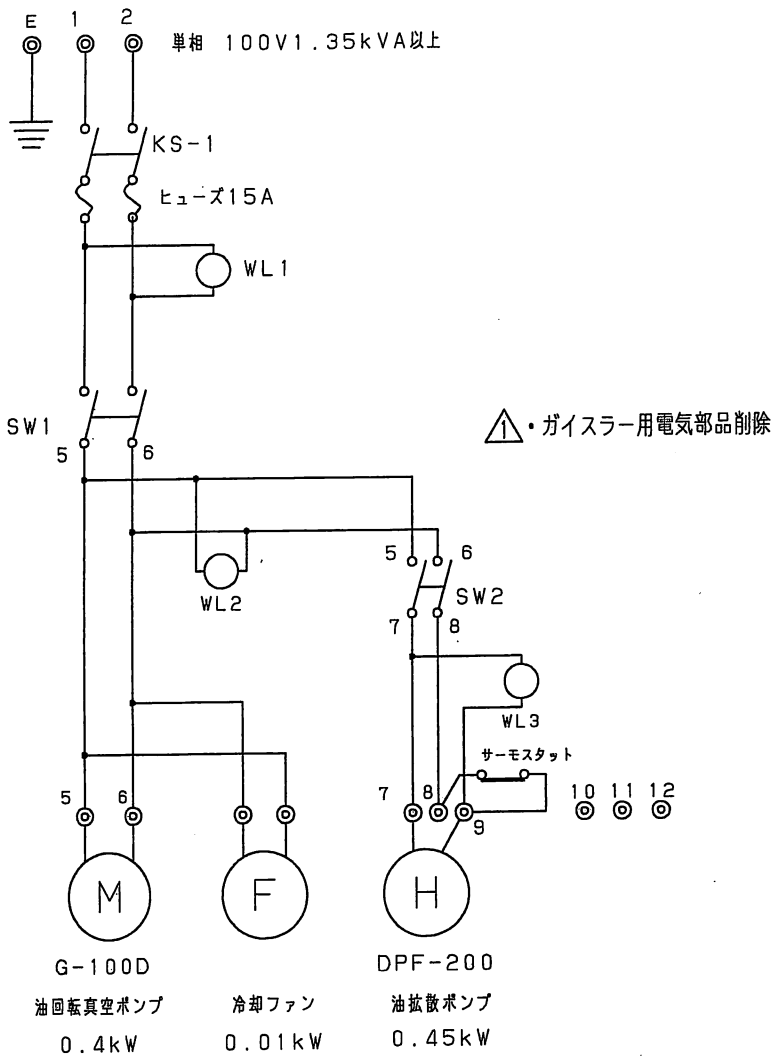 E 1 2
単相 100V1.35kVA以上
KS-1
ヒューズ15A
WL1
SW1
5 6
1 ・ガイスラー用電気部品削除
5 6
WL2
SW2
7 8
WL3
サーモスタット
5 6 7 8 9 10 11 12
M F H
G-100D DPF-200
油回転真空ポンプ 冷却ファン 油拡散ポンプ
0.4kW 0.01kW 0.45kW